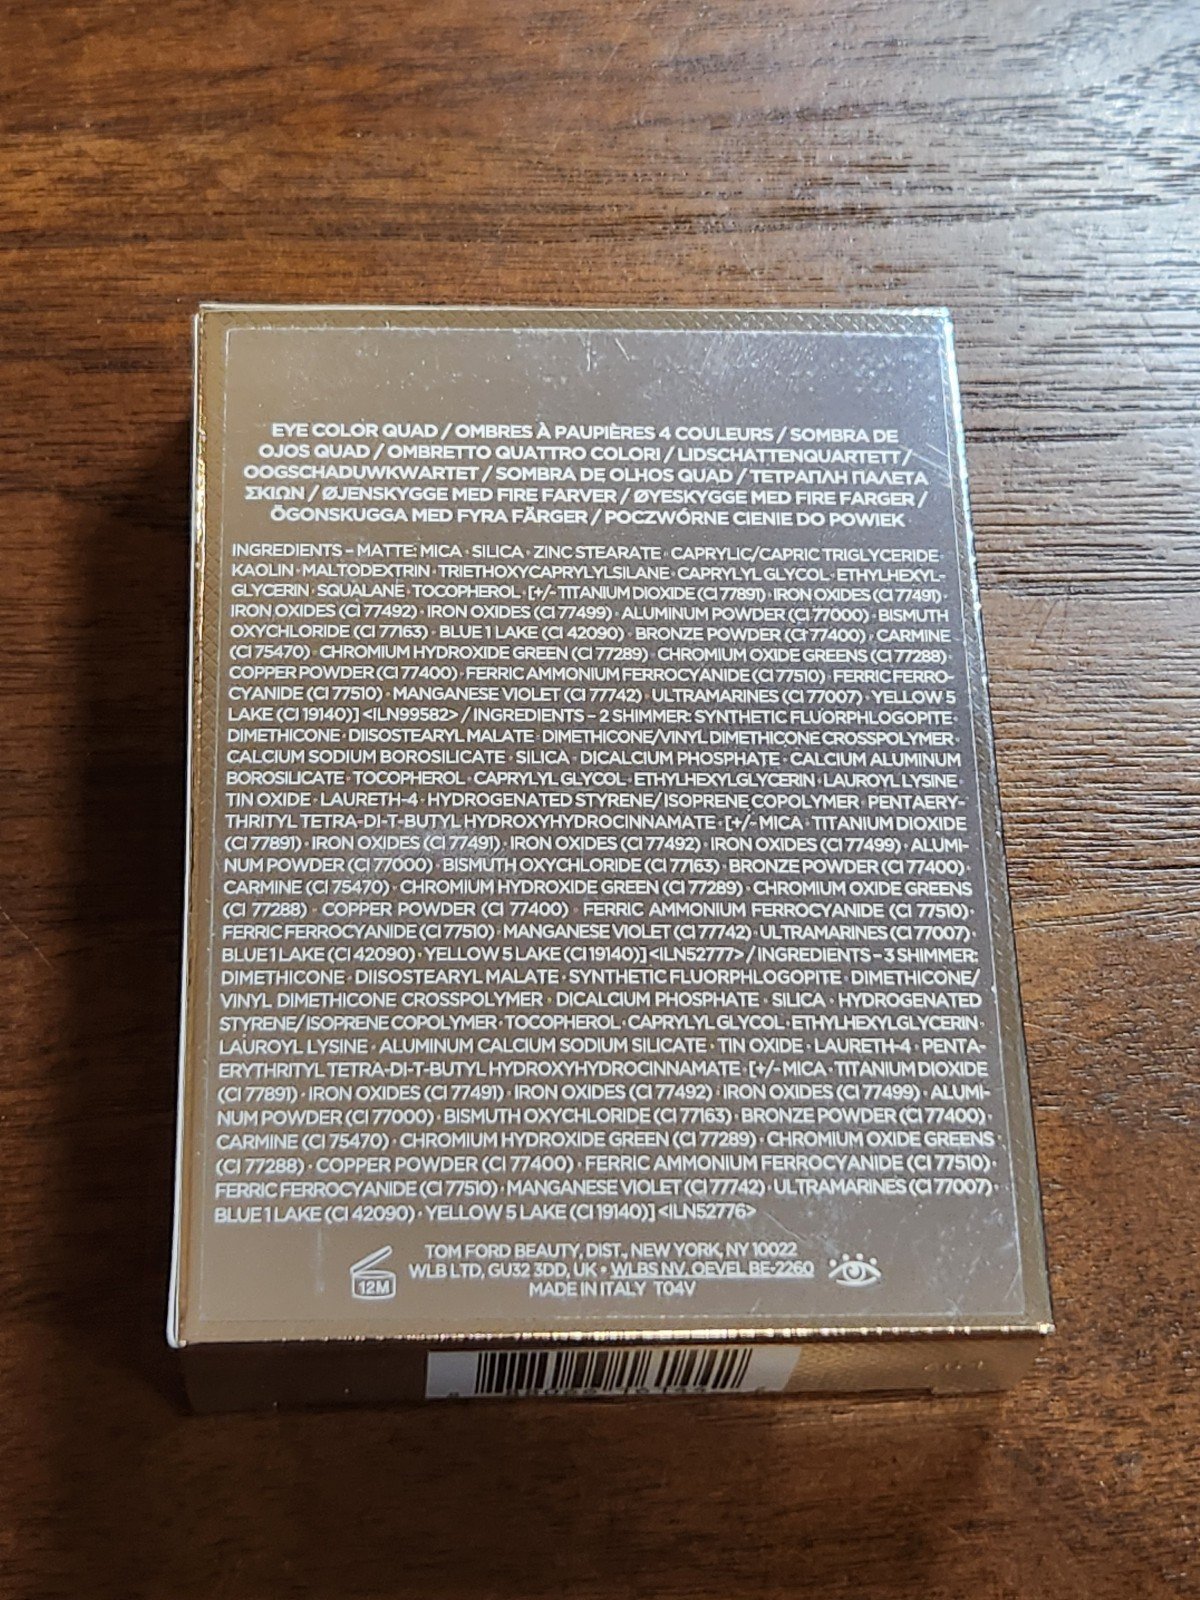 EYE COLOR QUAD / OMBRES À PAUPIÈRES 4 COULEURS / SOMBRA DE
OJOS QUAD / OMBRETTO QUATTRO COLORI / LIDSCHATTENQUARTETT /
OOGSCHADUWKWARTET / SOMBRA DE OLHOS QUAD / ΤΕΤΡΑΠΛΗ ΠΑΛΕΤΑ
ΣΚΙΩΝ / ØJENSKYGGE MED FIRE FARVER / ØYESKYGGE MED FIRE FARGER /
ÖGONSKUGGA MED FYRA FÄRGER / POCZWÓRNE CIENIE DO POWIEK
INGREDIENTS – MATTE: MICA · SILICA · ZINC STEARATE · CAPRYLIC/CAPRIC TRIGLYCERIDE ·
KAOLIN · MALTODEXTRIN · TRIETHOXYCAPRYLYLSILANE · CAPRYLYL GLYCOL · ETHYLHEXYL-
GLYCERIN · SQUALANE · TOCOPHEROL · [+/- TITANIUM DIOXIDE (CI 77891) · IRON OXIDES (CI 77491) ·
IRON OXIDES (CI 77492) · IRON OXIDES (CI 77499) · ALUMINUM POWDER (CI 77000) · BISMUTH
OXYCHLORIDE (CI 77163) · BLUE 1 LAKE (CI 42090) · BRONZE POWDER (CI 77400) · CARMINE
(CI 75470) · CHROMIUM HYDROXIDE GREEN (CI 77289) · CHROMIUM OXIDE GREENS (CI 77288) ·
COPPER POWDER (CI 77400) · FERRIC AMMONIUM FERROCYANIDE (CI 77510) · FERRIC FERRO-
CYANIDE (CI 77510) · MANGANESE VIOLET (CI 77742) · ULTRAMARINES (CI 77007) · YELLOW 5
LAKE (CI 19140)] <ILN99582> / INGREDIENTS – 2 SHIMMER: SYNTHETIC FLUORPHLOGOPITE ·
DIMETHICONE · DIISOSTEARYL MALATE · DIMETHICONE/VINYL DIMETHICONE CROSSPOLYMER ·
CALCIUM SODIUM BOROSILICATE · SILICA · DICALCIUM PHOSPHATE · CALCIUM ALUMINUM
BOROSILICATE · TOCOPHEROL · CAPRYLYL GLYCOL · ETHYLHEXYLGLYCERIN · LAUROYL LYSINE ·
TIN OXIDE · LAURETH-4 · HYDROGENATED STYRENE/ISOPRENE COPOLYMER · PENTAERY-
THRITYL TETRA-DI-T-BUTYL HYDROXYHYDROCINNAMATE · [+/- MICA · TITANIUM DIOXIDE
(CI 77891) · IRON OXIDES (CI 77491) · IRON OXIDES (CI 77492) · IRON OXIDES (CI 77499) · ALUMI-
NUM POWDER (CI 77000) · BISMUTH OXYCHLORIDE (CI 77163) · BRONZE POWDER (CI 77400) ·
CARMINE (CI 75470) · CHROMIUM HYDROXIDE GREEN (CI 77289) · CHROMIUM OXIDE GREENS
(CI 77288) · COPPER POWDER (CI 77400) · FERRIC AMMONIUM FERROCYANIDE (CI 77510) ·
FERRIC FERROCYANIDE (CI 77510) · MANGANESE VIOLET (CI 77742) · ULTRAMARINES (CI 77007) ·
BLUE 1 LAKE (CI 42090) · YELLOW 5 LAKE (CI 19140)] <ILN52777> / INGREDIENTS – 3 SHIMMER:
DIMETHICONE · DIISOSTEARYL MALATE · SYNTHETIC FLUORPHLOGOPITE · DIMETHICONE/
VINYL DIMETHICONE CROSSPOLYMER · DICALCIUM PHOSPHATE · SILICA · HYDROGENATED
STYRENE/ISOPRENE COPOLYMER · TOCOPHEROL · CAPRYLYL GLYCOL · ETHYLHEXYLGLYCERIN ·
LAUROYL LYSINE · ALUMINUM CALCIUM SODIUM SILICATE · TIN OXIDE · LAURETH-4 · PENTA-
ERYTHRITYL TETRA-DI-T-BUTYL HYDROXYHYDROCINNAMATE · [+/- MICA · TITANIUM DIOXIDE
(CI 77891) · IRON OXIDES (CI 77491) · IRON OXIDES (CI 77492) · IRON OXIDES (CI 77499) · ALUMI-
NUM POWDER (CI 77000) · BISMUTH OXYCHLORIDE (CI 77163) · BRONZE POWDER (CI 77400) ·
CARMINE (CI 75470) · CHROMIUM HYDROXIDE GREEN (CI 77289) · CHROMIUM OXIDE GREENS
(CI 77288) · COPPER POWDER (CI 77400) · FERRIC AMMONIUM FERROCYANIDE (CI 77510) ·
FERRIC FERROCYANIDE (CI 77510) · MANGANESE VIOLET (CI 77742) · ULTRAMARINES (CI 77007) ·
BLUE 1 LAKE (CI 42090) · YELLOW 5 LAKE (CI 19140)] <ILN52776>
12M
TOM FORD BEAUTY, DIST., NEW YORK, NY 10022
WLB LTD, GU32 3DD, UK • WLBS NV. OEVEL BE-2260
MADE IN ITALY T04V